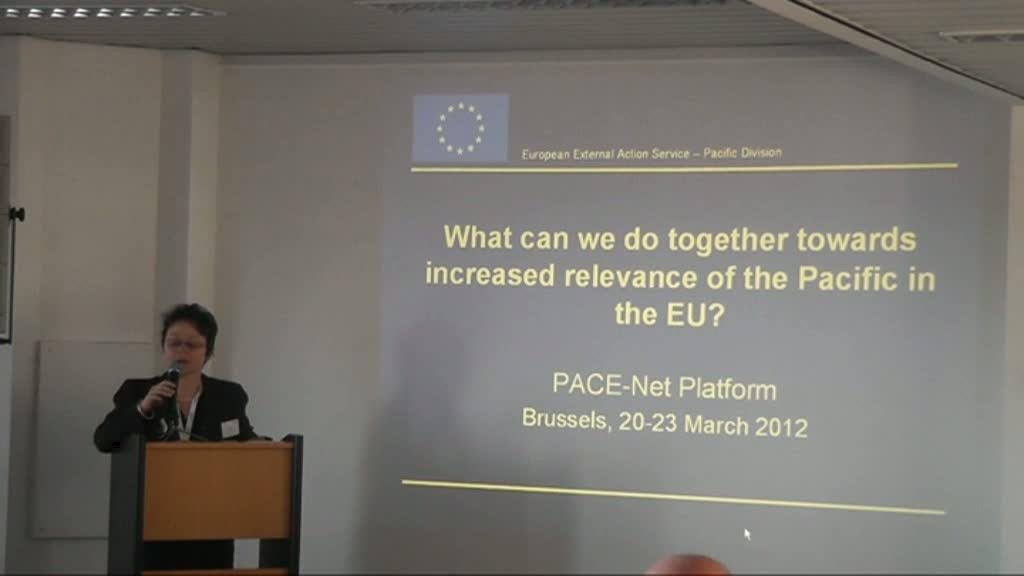 European External Action Service – Pacific Division
What can we do together towards
increased relevance of the Pacific in
the EU?
PACE-Net Platform
Brussels, 20-23 March 2012